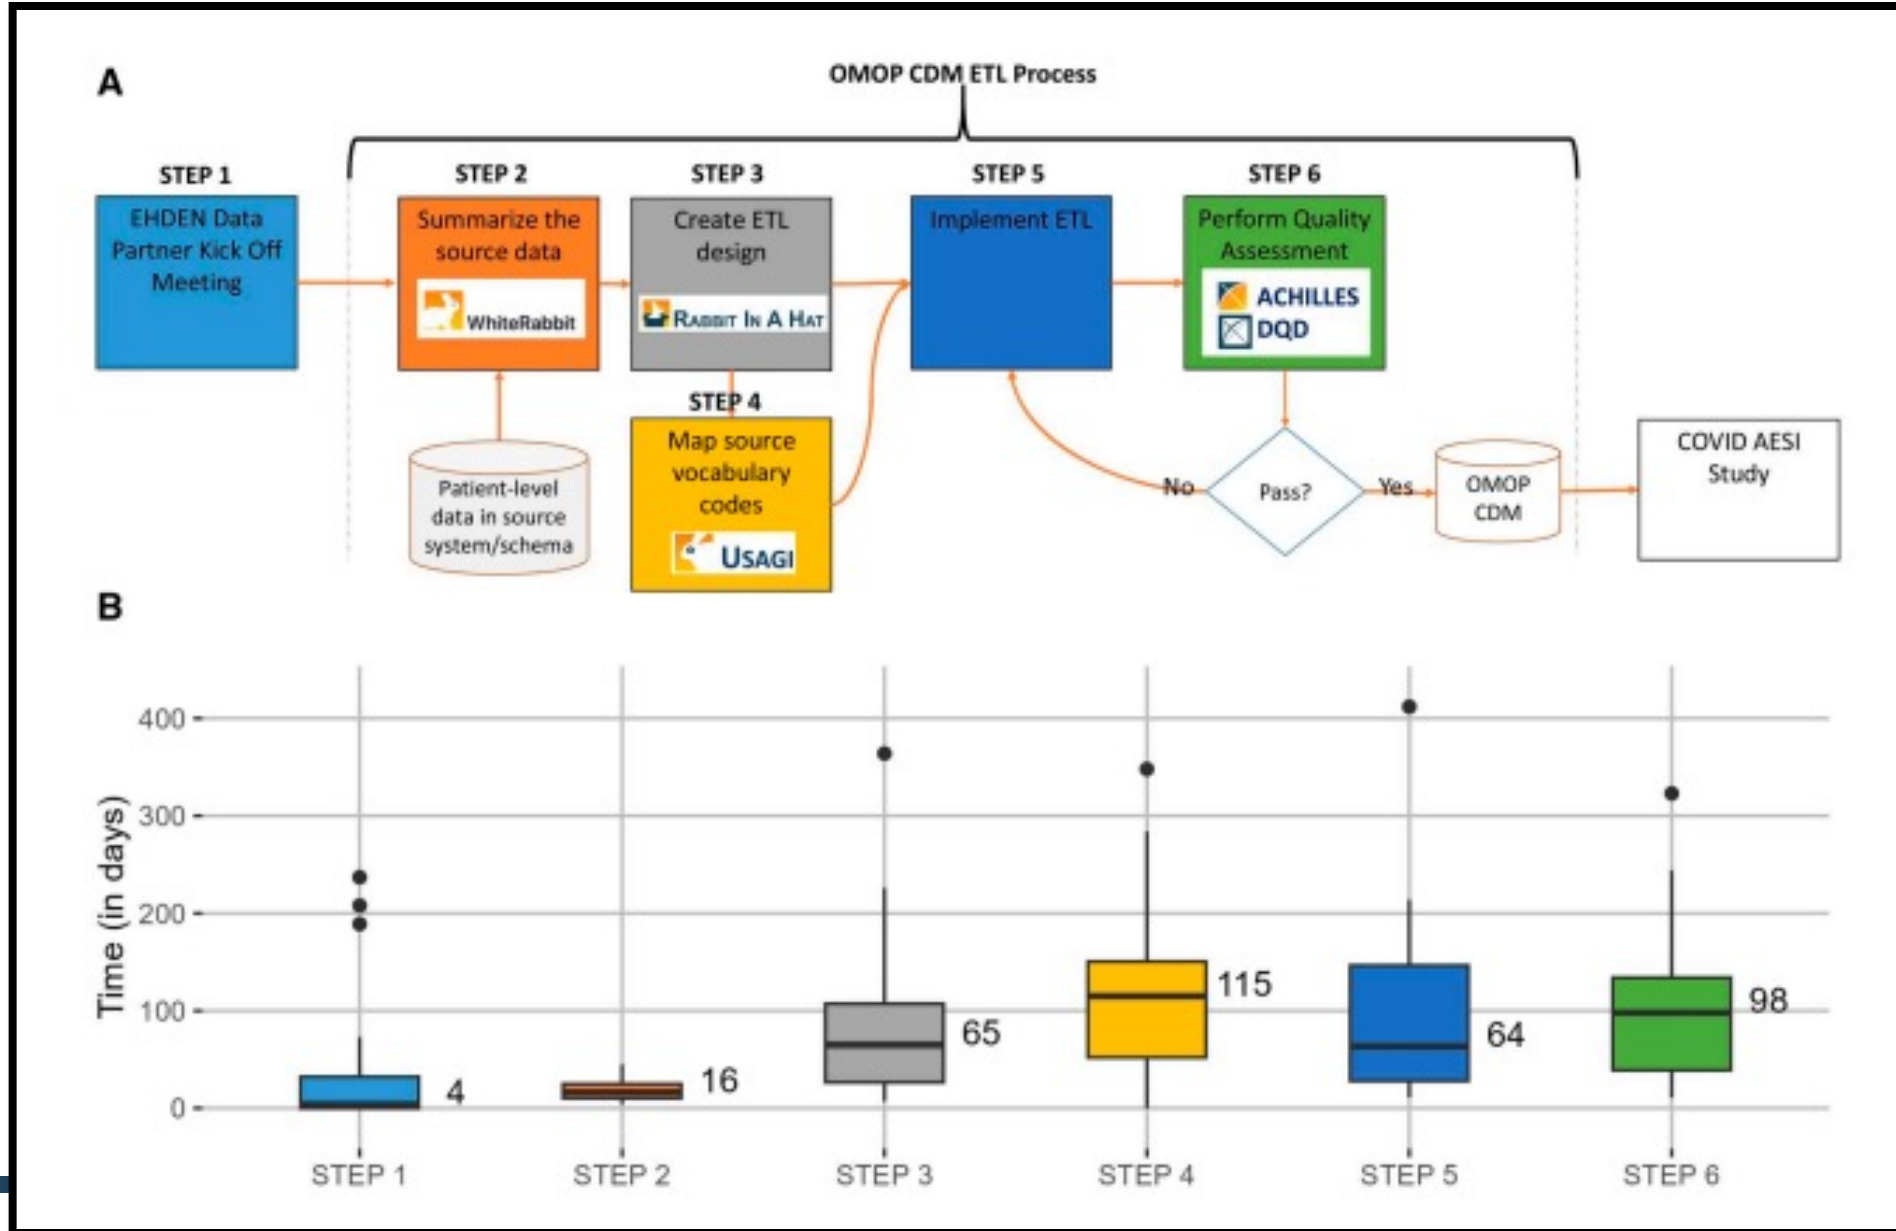 A
OMOP CDM ETL Process
STEP 1
EHDEN Data
Partner Kick Off
Meeting
STEP 2
Summarize the
source data
WhiteRabbit
Patient-level
data in source
system/schema
STEP 3
Create ETL
design
RABBIT IN A HAT
STEP 4
Map source
vocabulary
codes
USAGI
STEP 5
Implement ETL
STEP 6
Perform Quality
Assessment
ACHILLES
DQD
No
Pass?
Yes
OMOP
CDM
COVID AESI
Study
B
Time (in days)
400
300
200
100
0
4
16
65
115
64
98
STEP 1
STEP 2
STEP 3
STEP 4
STEP 5
STEP 6